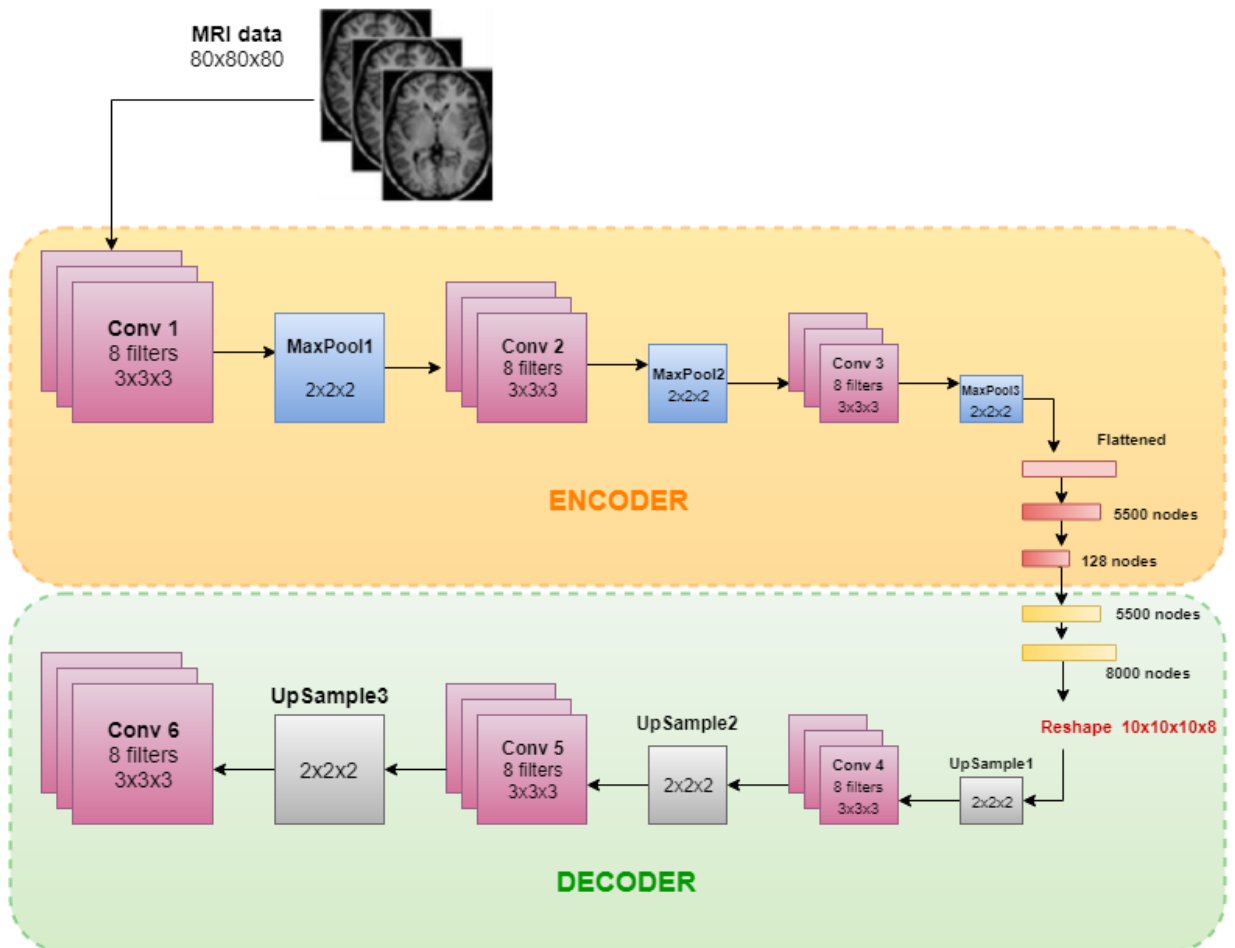 MRI data
80x80x80
Conv 1
8 filters
3x3x3
MaxPool1
2x2x2
Conv 2
8 filters
3x3x3
MaxPool2
2x2x2
Conv 3
8 filters
3x3x3
MaxPool3
2x2x2
Flattened
5500 nodes
128 nodes
ENCODER
5500 nodes
8000 nodes
Reshape 10x10x10x8
UpSample1
2x2x2
Conv 4
8 filters
3x3x3
UpSample2
2x2x2
Conv 5
8 filters
3x3x3
UpSample3
2x2x2
Conv 6
8 filters
3x3x3
DECODER